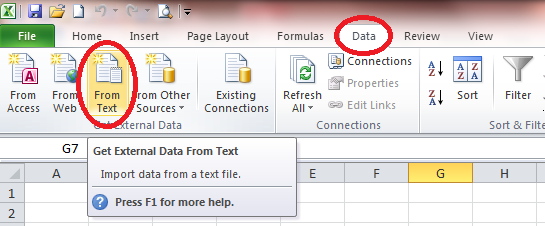 File Home Insert Page Layout Formulas Data Review View
From Access
From Web
From Text
From Other Sources
Existing Connections
Refresh All
Connections
Properties
Edit Links
A Z
Z A
Sort
Filter
Get External Data
Connections
Sort & Filte
G7
Get External Data From Text
Import data from a text file.
Press F1 for more help.
A E F G H
1
2